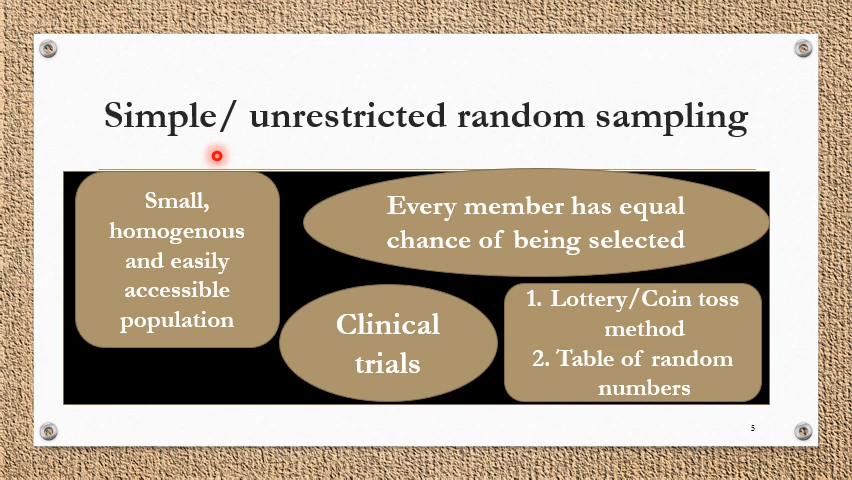 Simple/ unrestricted random sampling
Small,
homogenous
and easily
accessible
population
Every member has equal
chance of being selected
Clinical
trials
1. Lottery/Coin toss
method
2. Table of random
numbers
5